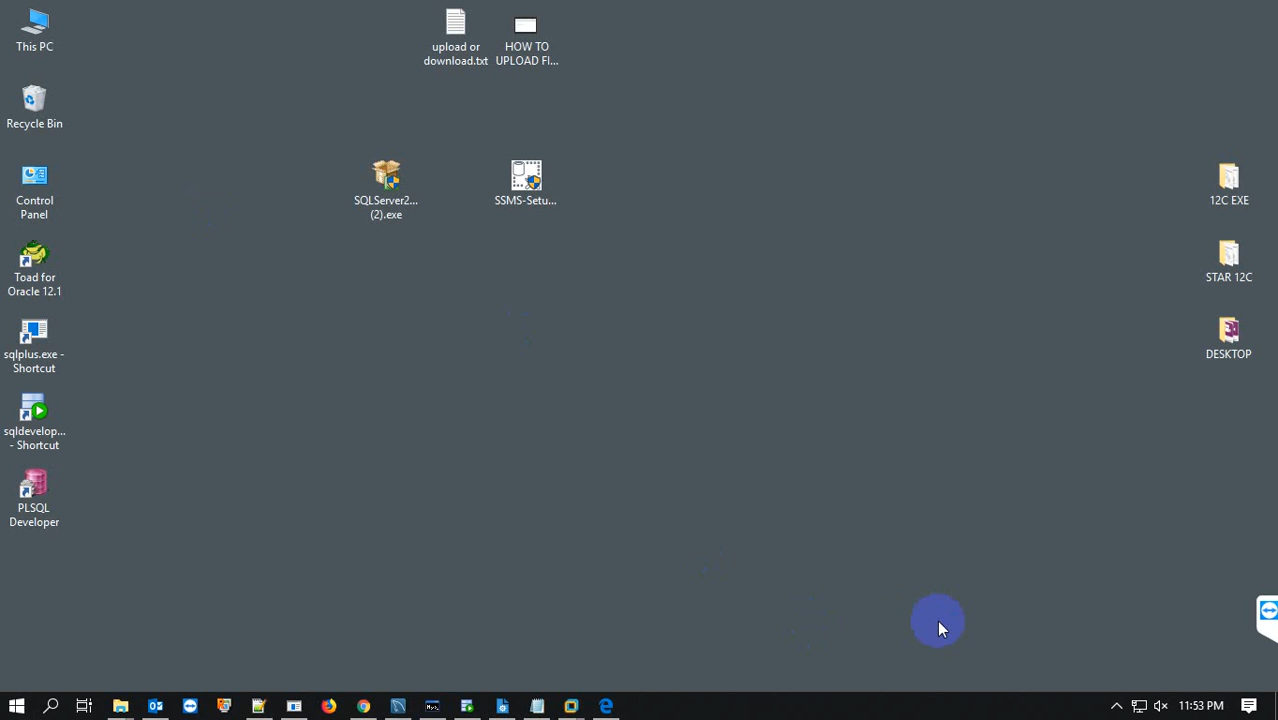 This PC
Recycle Bin
Control
Panel
Toad for
Oracle 12.1
sqlplus.exe -
Shortcut
sqldevelop...
- Shortcut
PLSQL
Developer
upload or
download.txt
HOW TO
UPLOAD FI...
SQLServer2...
(2).exe
SSMS-Setu...
12C EXE
STAR 12C
DESKTOP
11:53 PM